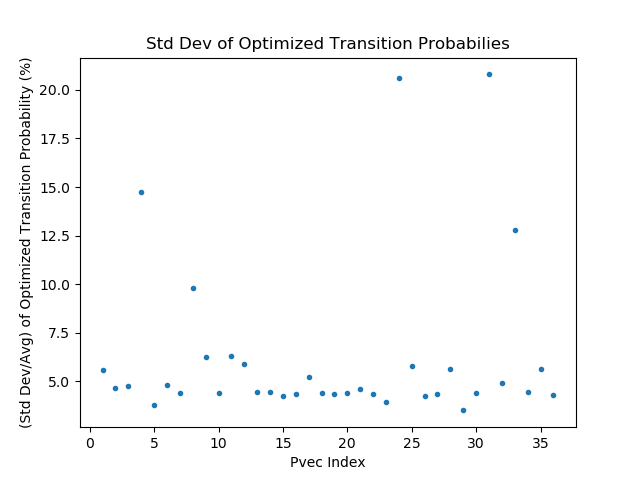 Std Dev of Optimized Transition Probabilies
(Std Dev/Avg) of Optimized Transition Probability (%)
20.0
17.5
15.0
12.5
10.0
7.5
5.0
0 5 10 15 20 25 30 35
Pvec Index